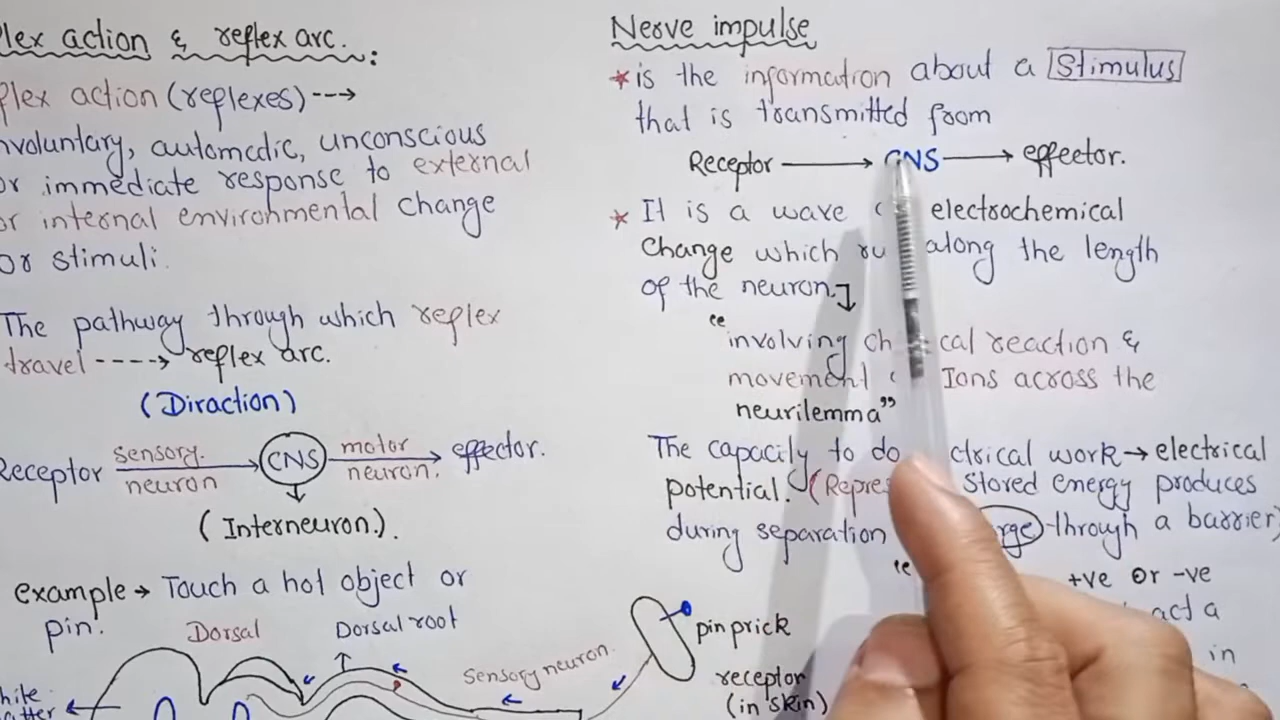 lex action & reflex arc. :
flex action (reflexes) --->
nvoluntary, automadic, unconscious
or immediate response to external
or internal environmental change
or stimuli.
The pathway through which reflex
travel ----> reflex arc.
(Diraction)
Receptor sensory neuron → CNS motor neuron. → effector.
(Interneuron.).
example → Touch a hot object or
pin.
Dorsal
Dorsal root
sensory neuron.
pin prick
receptor
(in skin)
hite
atter
Nerve impulse
* is the information about a Stimulus
that is transmitted from
Receptor → CNS → effector.
* It is a wave electrochemical
Change which along the length
of the neuron.
"involving reaction &
movement Ions across the
neurilemma"
The capacity to do work → electrical
potential. ( Stored energy produces
during separation through a barrier)
+ve or -ve
act a
in